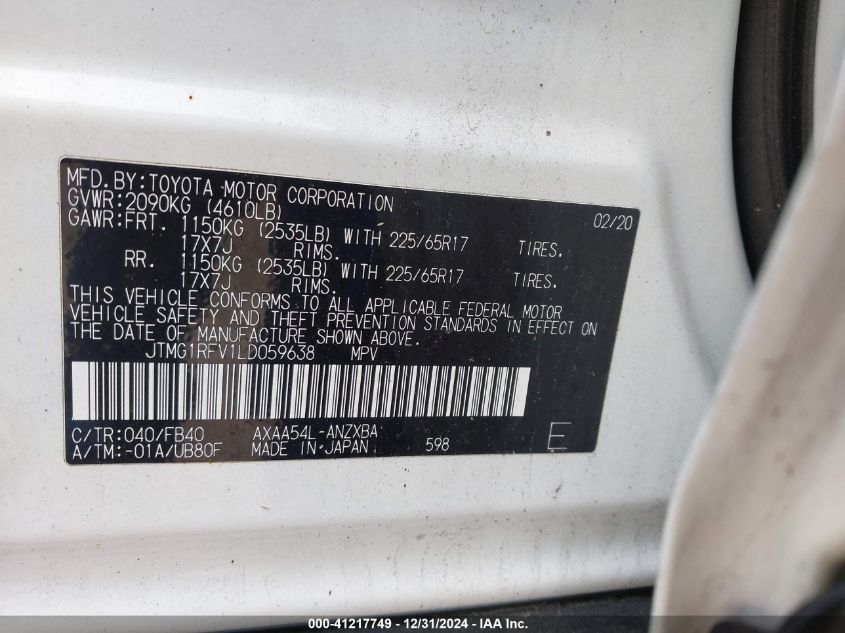 MFD.BY:TOYOTA MOTOR CORPORATION 02/20
GVWR:2090KG (4610LB)
GAWR:FRT. 1150KG (2535LB) WITH 225/65R17 TIRES.
17X7J RIMS.
RR. 1150KG (2535LB) WITH 225/65R17 TIRES.
17X7J RIMS.
THIS VEHICLE CONFORMS TO ALL APPLICABLE FEDERAL MOTOR
VEHICLE SAFETY AND THEFT PREVENTION STANDARDS IN EFFECT ON
THE DATE OF MANUFACTURE SHOWN ABOVE.
JTMG1RFV1LD059638 MPV
C/TR:040/FB40 AXAA54L-ANZXBA
A/TM:-01A/UB80F MADE IN JAPAN 598 E
000-41217749 - 12/31/2024 - IAA Inc.